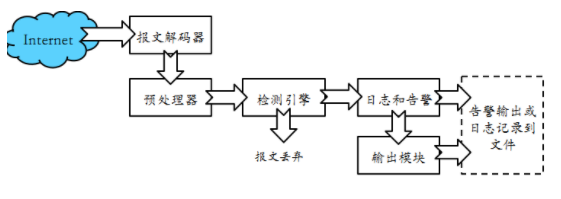 Internet
报文解码器
预处理器
检测引擎
日志和告警
告警输出或
日志记录到
文件
报文丢弃
输出模块